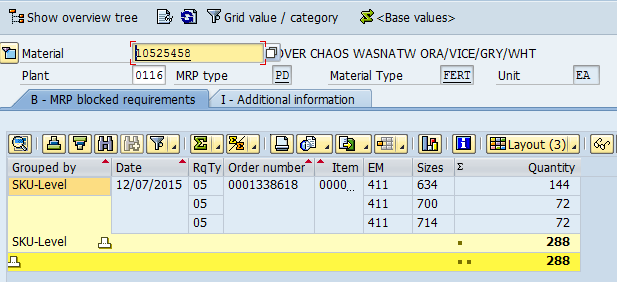 Show overview tree Grid value / category <Base values>
Material 10525458 OVER CHAOS WASNATW ORA/VICE/GRY/WHT
Plant 0116 MRP type PD Material Type FERT Unit EA
B - MRP blocked requirements I - Additional information
Layout (3)
Grouped by Date RqTy Order number Item EM Sizes Σ Quantity
SKU-Level 12/07/2015 05 0001338618 0000... 411 634 144
05 411 700 72
05 411 714 72
SKU-Level 288
288